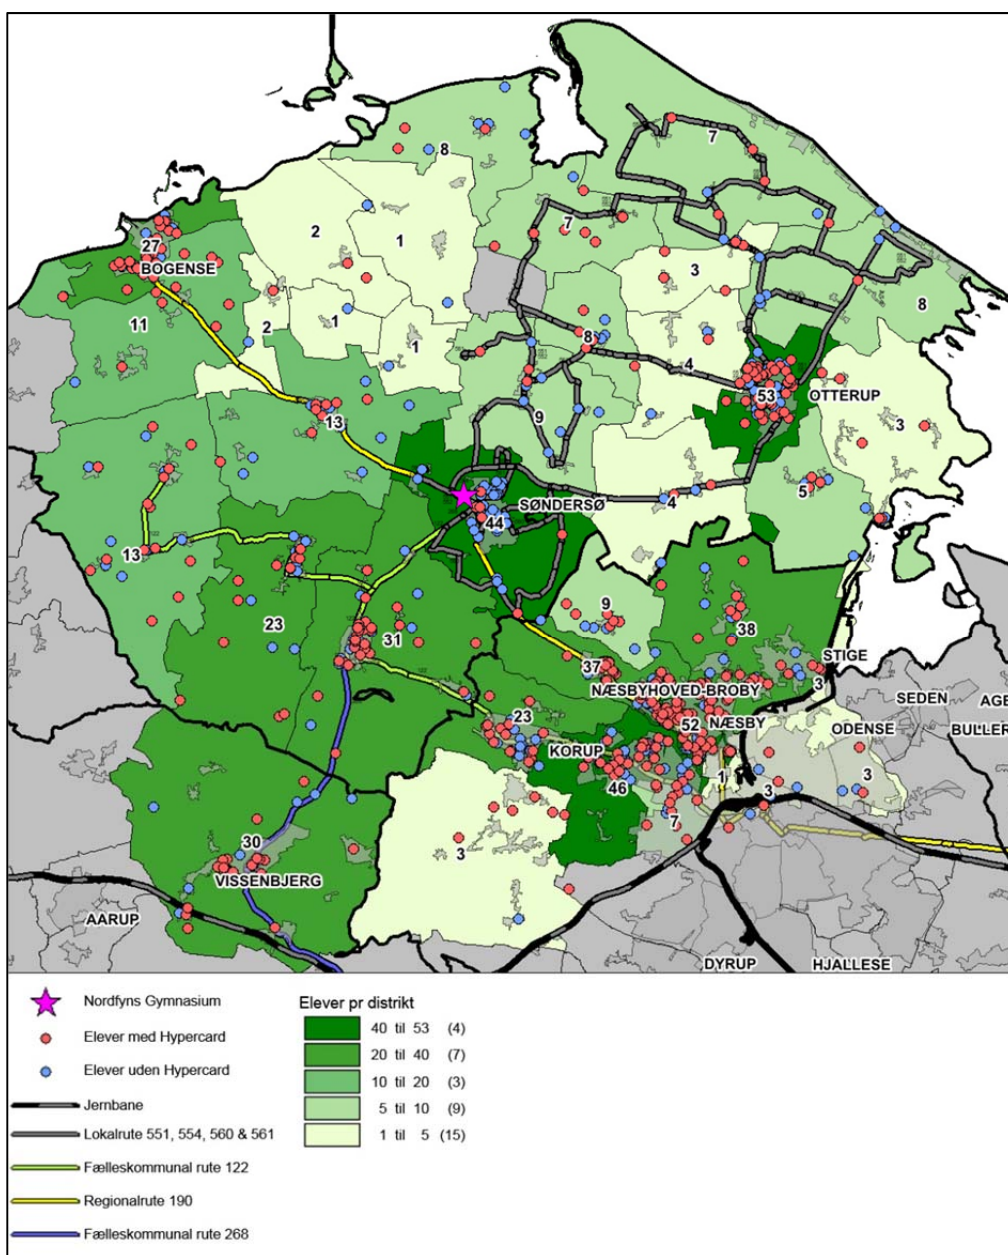 7
8
7
2
1
27
BOGENSE
3
8
11
2
1
1
8
4
53
OTTERUP
13
9
3
5
4
SØNDERSØ
44
13
9
23
31
38
37
STIGE
3
NÆSBYHOVED-BROBY
SEDEN
AGE
23
52
NÆSBY
ODENSE
BULLER
KORUP
46
1
3
3
7
3
30
VISSENBJERG
AARUP
DYRUP
HJALLESE
Nordfyns Gymnasium
Elever med Hypercard
Elever uden Hypercard
Jernbane
Lokalrute 551, 554, 560 & 561
Fælleskommunal rute 122
Regionalrute 190
Fælleskommunal rute 268
Elever pr distrikt
40 til 53 (4)
20 til 40 (7)
10 til 20 (3)
5 til 10 (9)
1 til 5 (15)